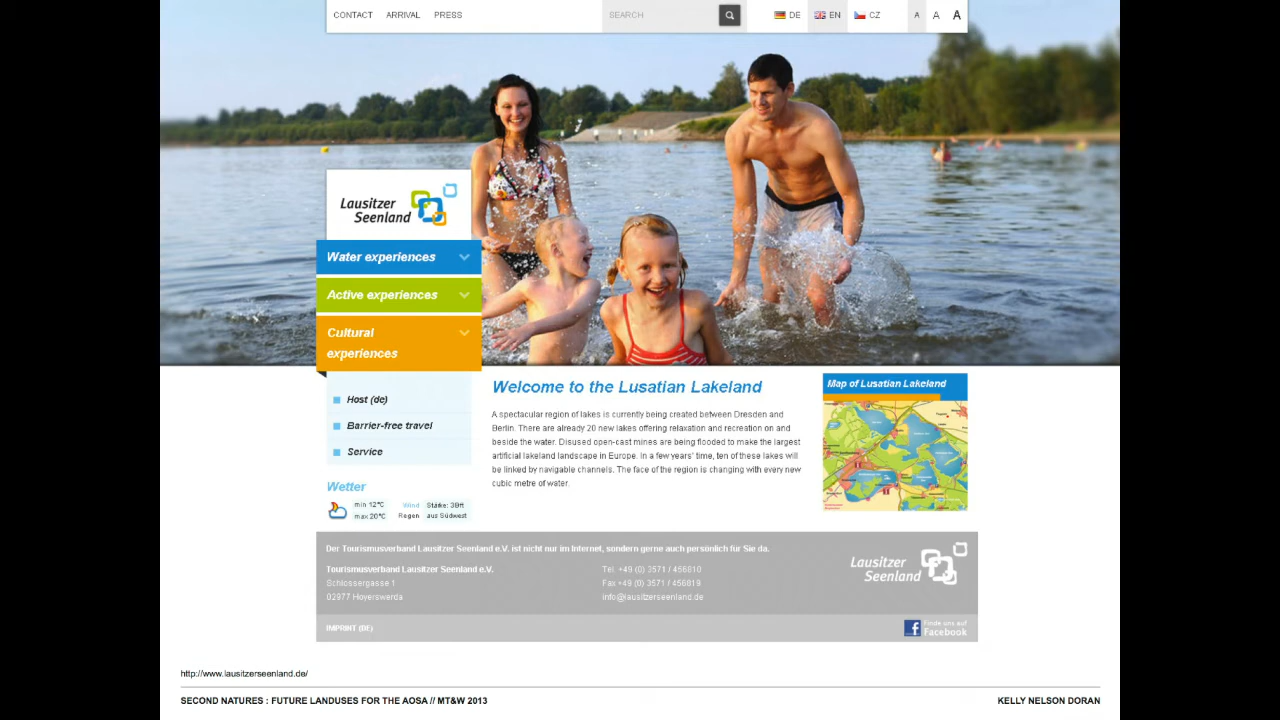 CONTACT ARRIVAL PRESS SEARCH DE EN CZ A A A
Lausitzer
Seenland
Water experiences
Active experiences
Cultural
experiences
Host (de)
Barrier-free travel
Service
Wetter
min 12°C Wind Stärke: 3Bft
max 20°C Regen aus Südwest
Welcome to the Lusatian Lakeland
A spectacular region of lakes is currently being created between Dresden and
Berlin. There are already 20 new lakes offering relaxation and recreation on and
beside the water. Disused open-cast mines are being flooded to make the largest
artificial lakeland landscape in Europe. In a few years' time, ten of these lakes will
be linked by navigable channels. The face of the region is changing with every new
cubic metre of water.
Map of Lusatian Lakeland
Der Tourismusverband Lausitzer Seenland e.V. ist nicht nur im Internet, sondern gerne auch persönlich für Sie da.
Tourismusverband Lausitzer Seenland e.V.
Schlossergasse 1
02977 Hoyerswerda
Tel. +49 (0) 3571 / 456810
Fax +49 (0) 3571 / 456819
info@lausitzerseenland.de
Lausitzer
Seenland
IMPRINT (DE)
Finde uns auf
Facebook
http://www.lausitzerseenland.de/
SECOND NATURES : FUTURE LANDUSES FOR THE AOSA // MT&W 2013
KELLY NELSON DORAN